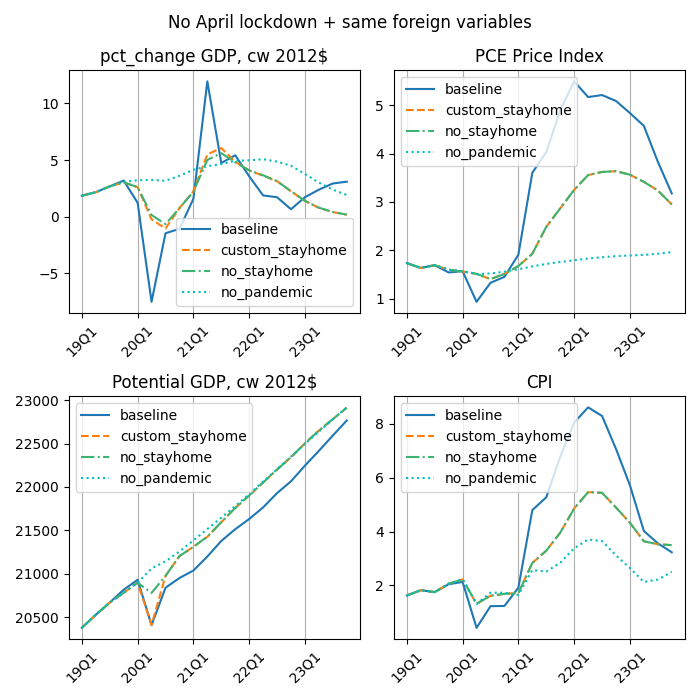 No April lockdown + same foreign variables
pct_change GDP, cw 2012$
10
5
0
−5
baseline
custom_stayhome
no_stayhome
no_pandemic
19Q1
20Q1
21Q1
22Q1
23Q1
PCE Price Index
5
4
3
2
1
baseline
custom_stayhome
no_stayhome
no_pandemic
19Q1
20Q1
21Q1
22Q1
23Q1
Potential GDP, cw 2012$
23000
22500
22000
21500
21000
20500
baseline
custom_stayhome
no_stayhome
no_pandemic
19Q1
20Q1
21Q1
22Q1
23Q1
CPI
8
6
4
2
baseline
custom_stayhome
no_stayhome
no_pandemic
19Q1
20Q1
21Q1
22Q1
23Q1